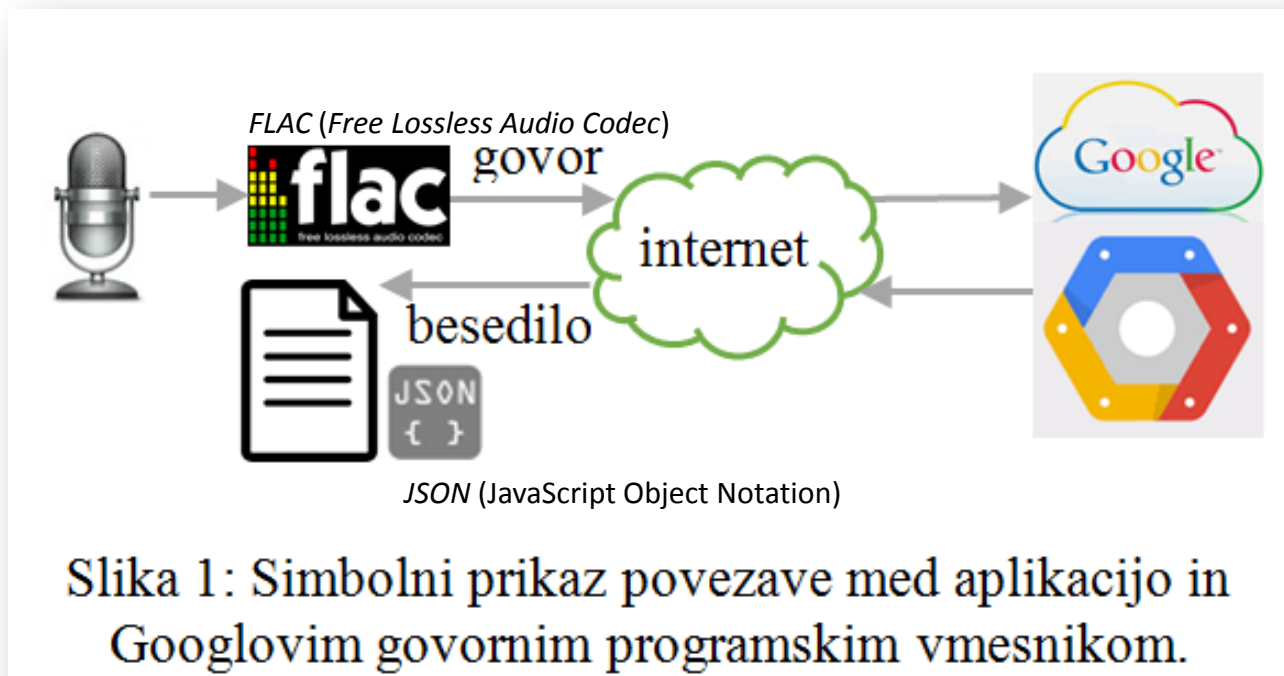 FLAC (Free Lossless Audio Codec)
flac
free lossless audio codec
govor
internet
Google
besedilo
JSON
{ }
JSON (JavaScript Object Notation)
Slika 1: Simbolni prikaz povezave med aplikacijo in
Googlovim govornim programskim vmesnikom.